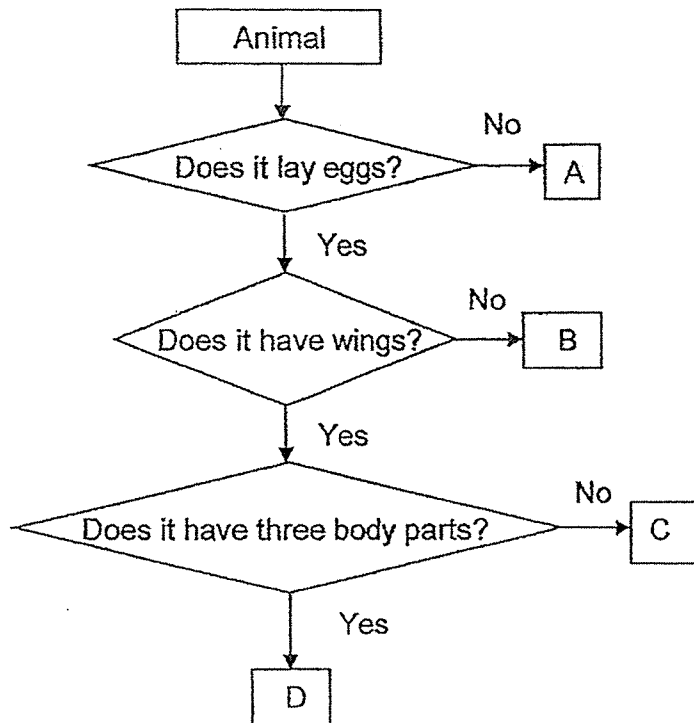 Animal
Does it lay eggs?
No
A
Yes
Does it have wings?
No
B
Yes
Does it have three body parts?
No
C
Yes
D